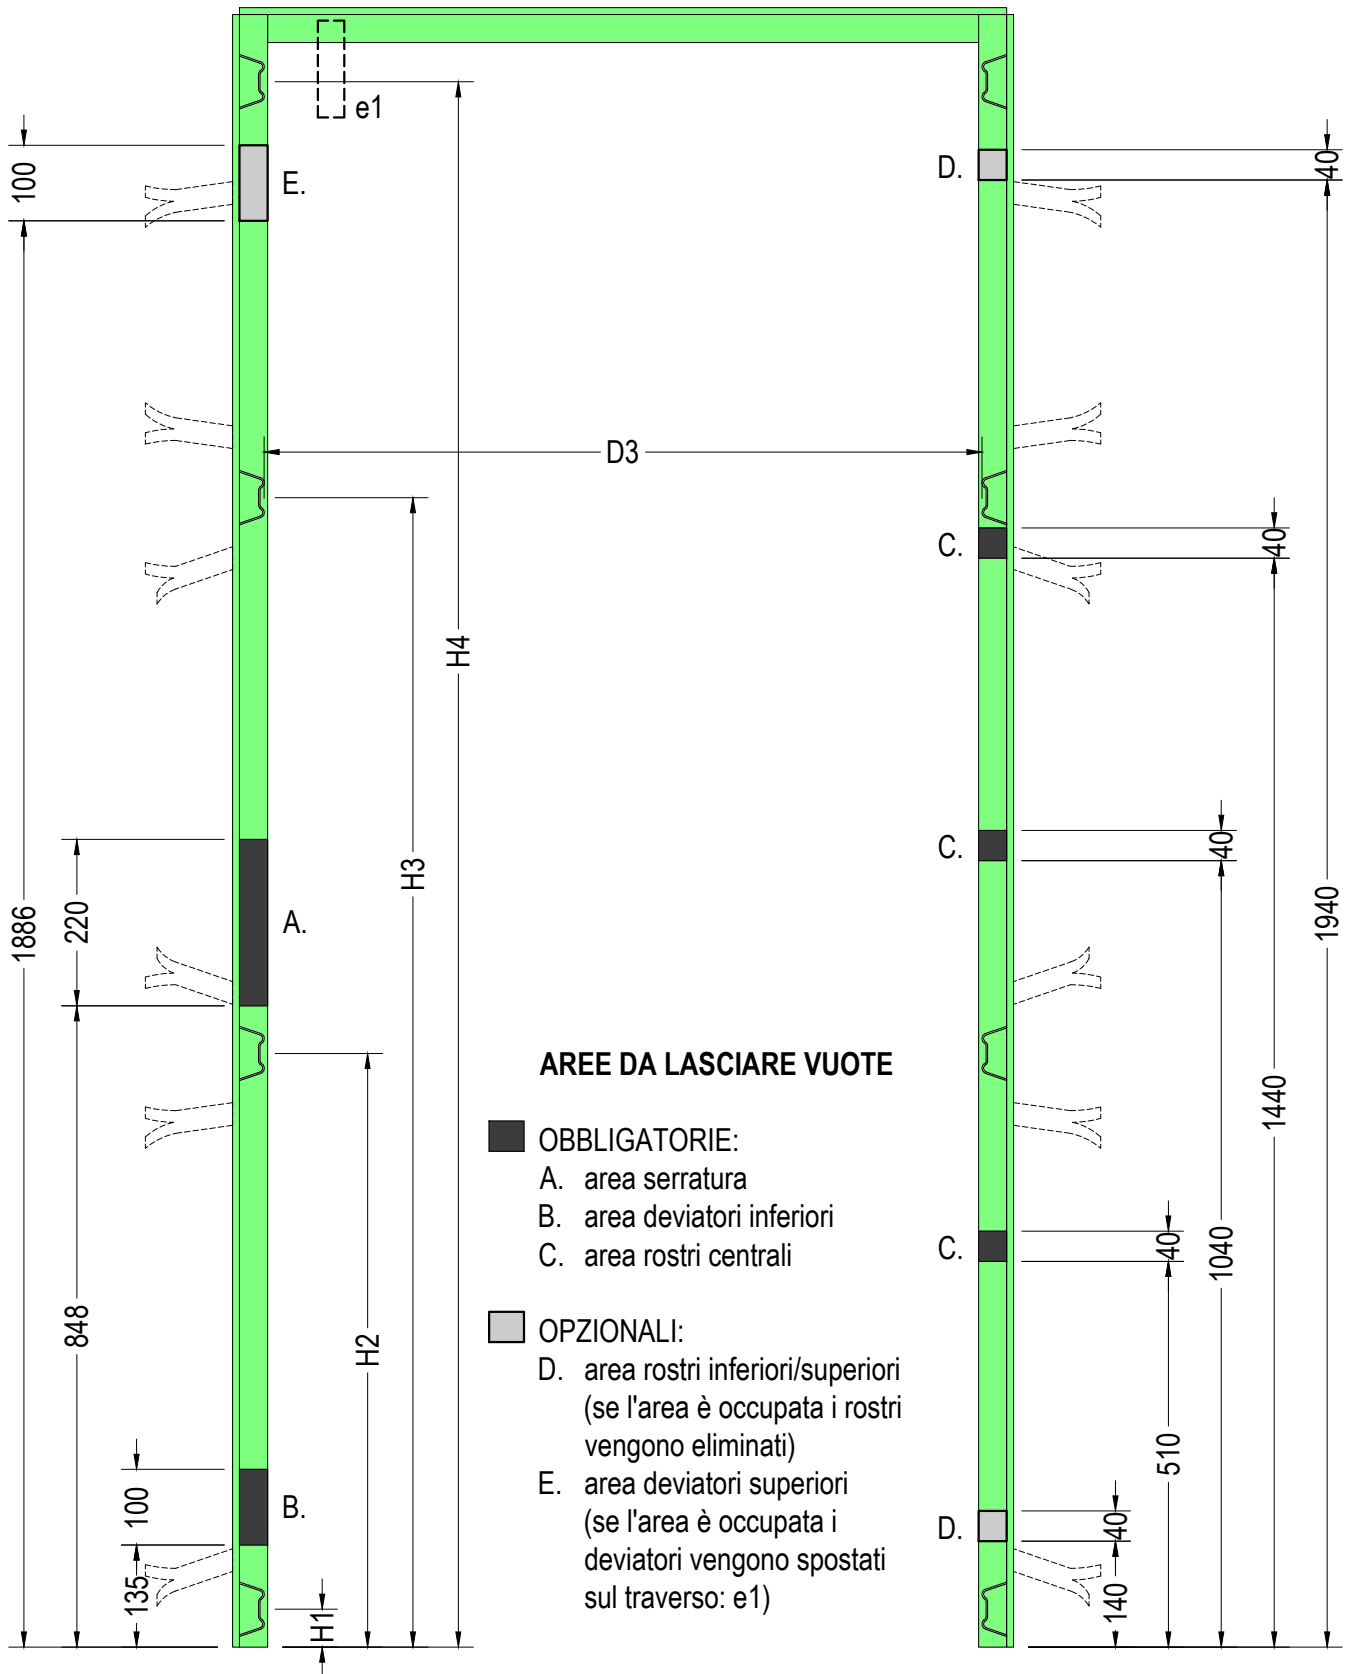 e1
100
E.
D.
40
D3
C.
40
H4
H3
C.
40
1886
220
A.
1940
AREE DA LASCIARE VUOTE
1440
OBBLIGATORIE:
A. area serratura
B. area deviatori inferiori
C. area rostri centrali
C.
40
1040
848
H2
OPZIONALI:
D. area rostri inferiori/superiori
(se l'area è occupata i rostri
vengono eliminati)
E. area deviatori superiori
(se l'area è occupata i
deviatori vengono spostati
sul traverso: e1)
510
100
B.
D.
40
135
H1
140